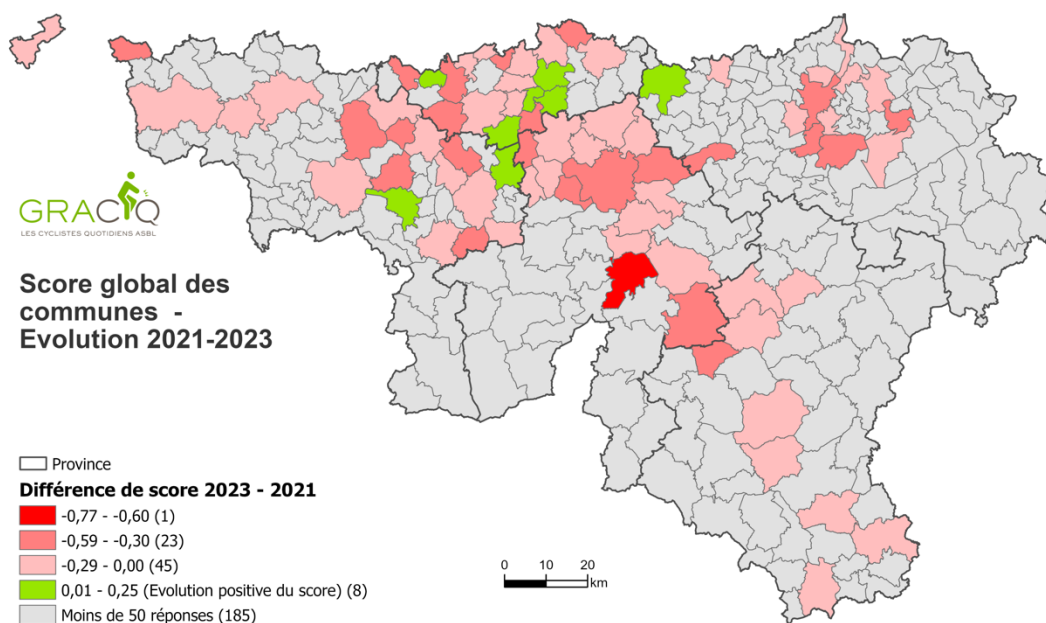 GRACQ
LES CYCLISTES QUOTIDIENS ASBL
Score global des
communes -
Evolution 2021-2023
Province
Différence de score 2023 - 2021
-0,77 - -0,60 (1)
-0,59 - -0,30 (23)
-0,29 - 0,00 (45)
0,01 - 0,25 (Evolution positive du score) (8)
Moins de 50 réponses (185)
0 10 20
km